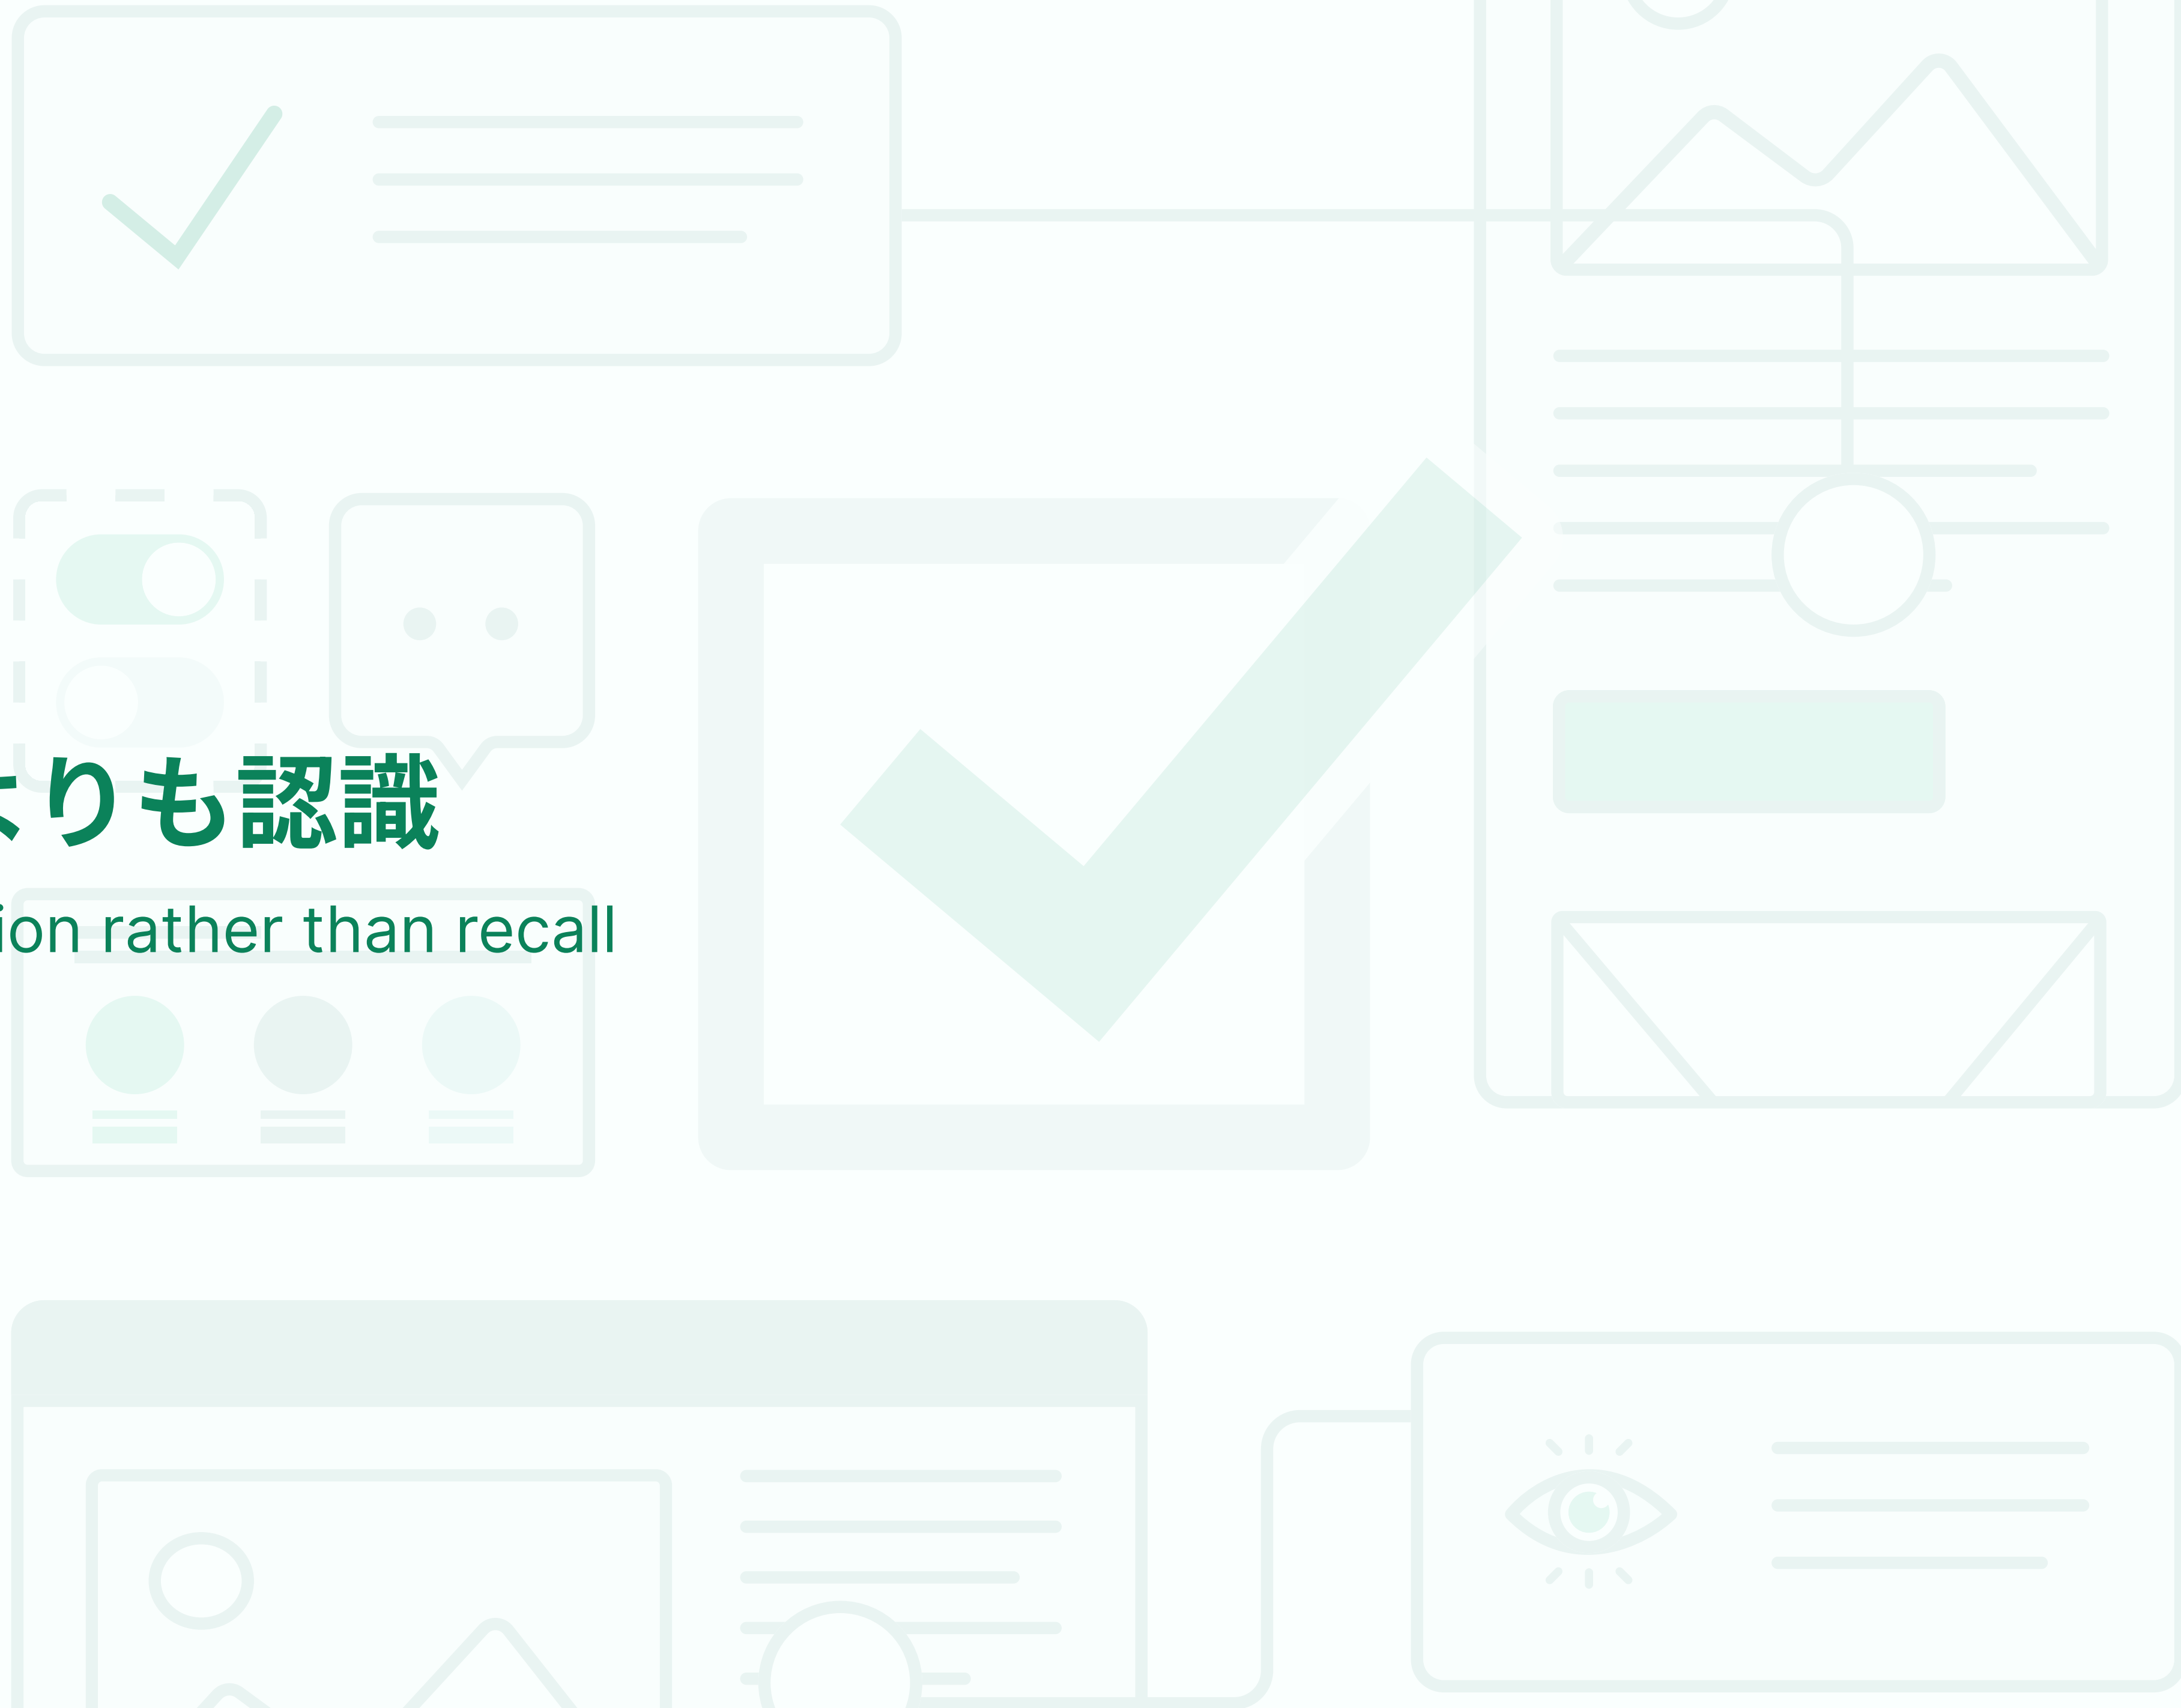 りも認識
ion rather than recall